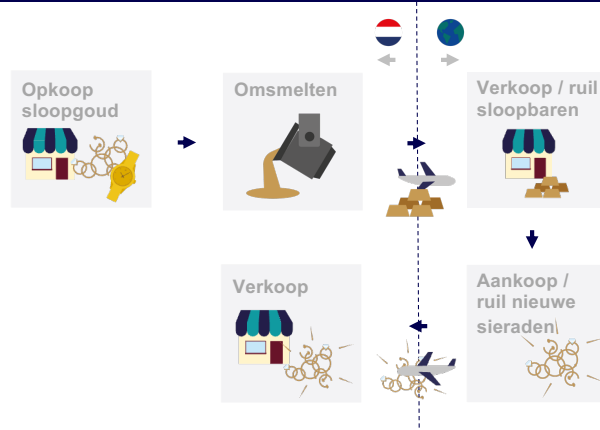 Opkoop
sloopgoud
Omsmelten
Verkoop / ruil
sloopbaren
Verkoop
Aankoop /
ruil nieuwe
sieraden